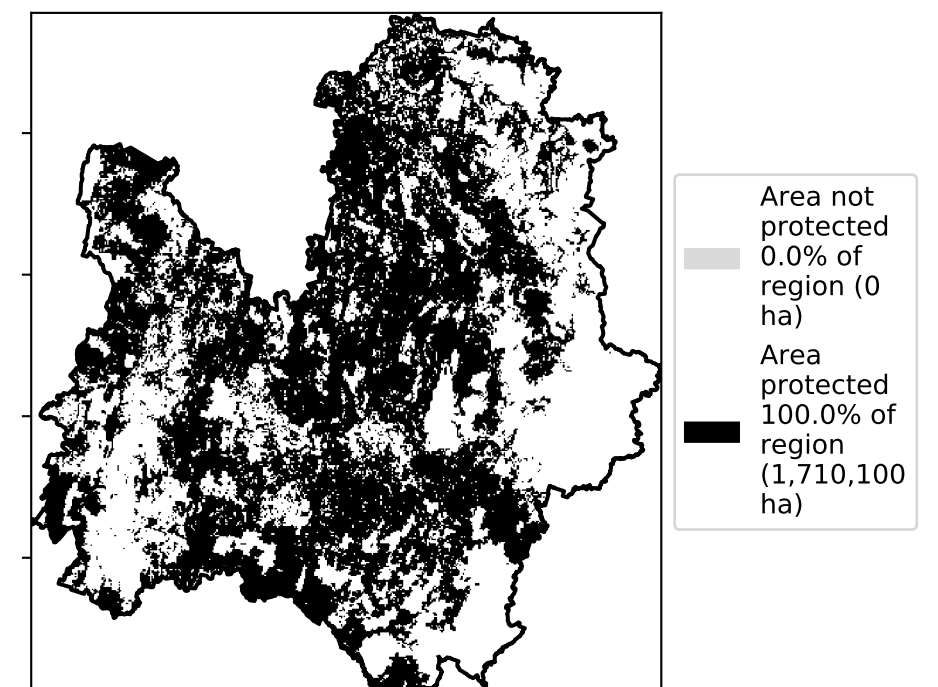 Area not
protected
0.0% of
region (0
ha)
Area
protected
100.0% of
region
(1,710,100
ha)